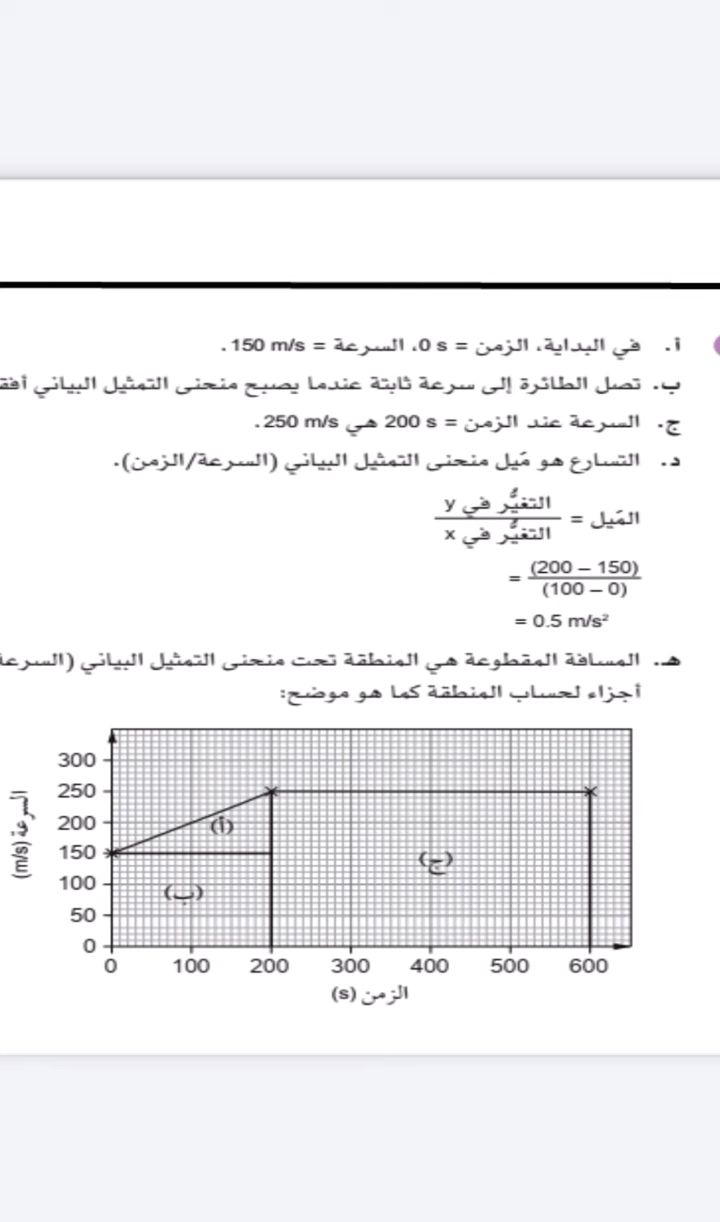 أ. في البداية، الزمن = 0 s، السرعة = 150 m/s .
ب. تصل الطائرة إلى سرعة ثابتة عندما يصبح منحنى التمثيل البياني
ج. السرعة عند الزمن = 200 s هي 250 m/s .
د. التسارع هو مَيل منحنى التمثيل البياني (السرعة/الزمن).
المَيل = التغيُّر في y / التغيُّر في x
= (200 – 150) / (100 – 0)
= 0.5 m/s²
هـ. المسافة المقطوعة هي المنطقة تحت منحنى التمثيل البياني (السرعة
أجزاء لحساب المنطقة كما هو موضح:
السرعة (m/s)
300
250
200
150
100
50
0
(أ)
(ب)
(ج)
0 100 200 300 400 500 600
الزمن (s)